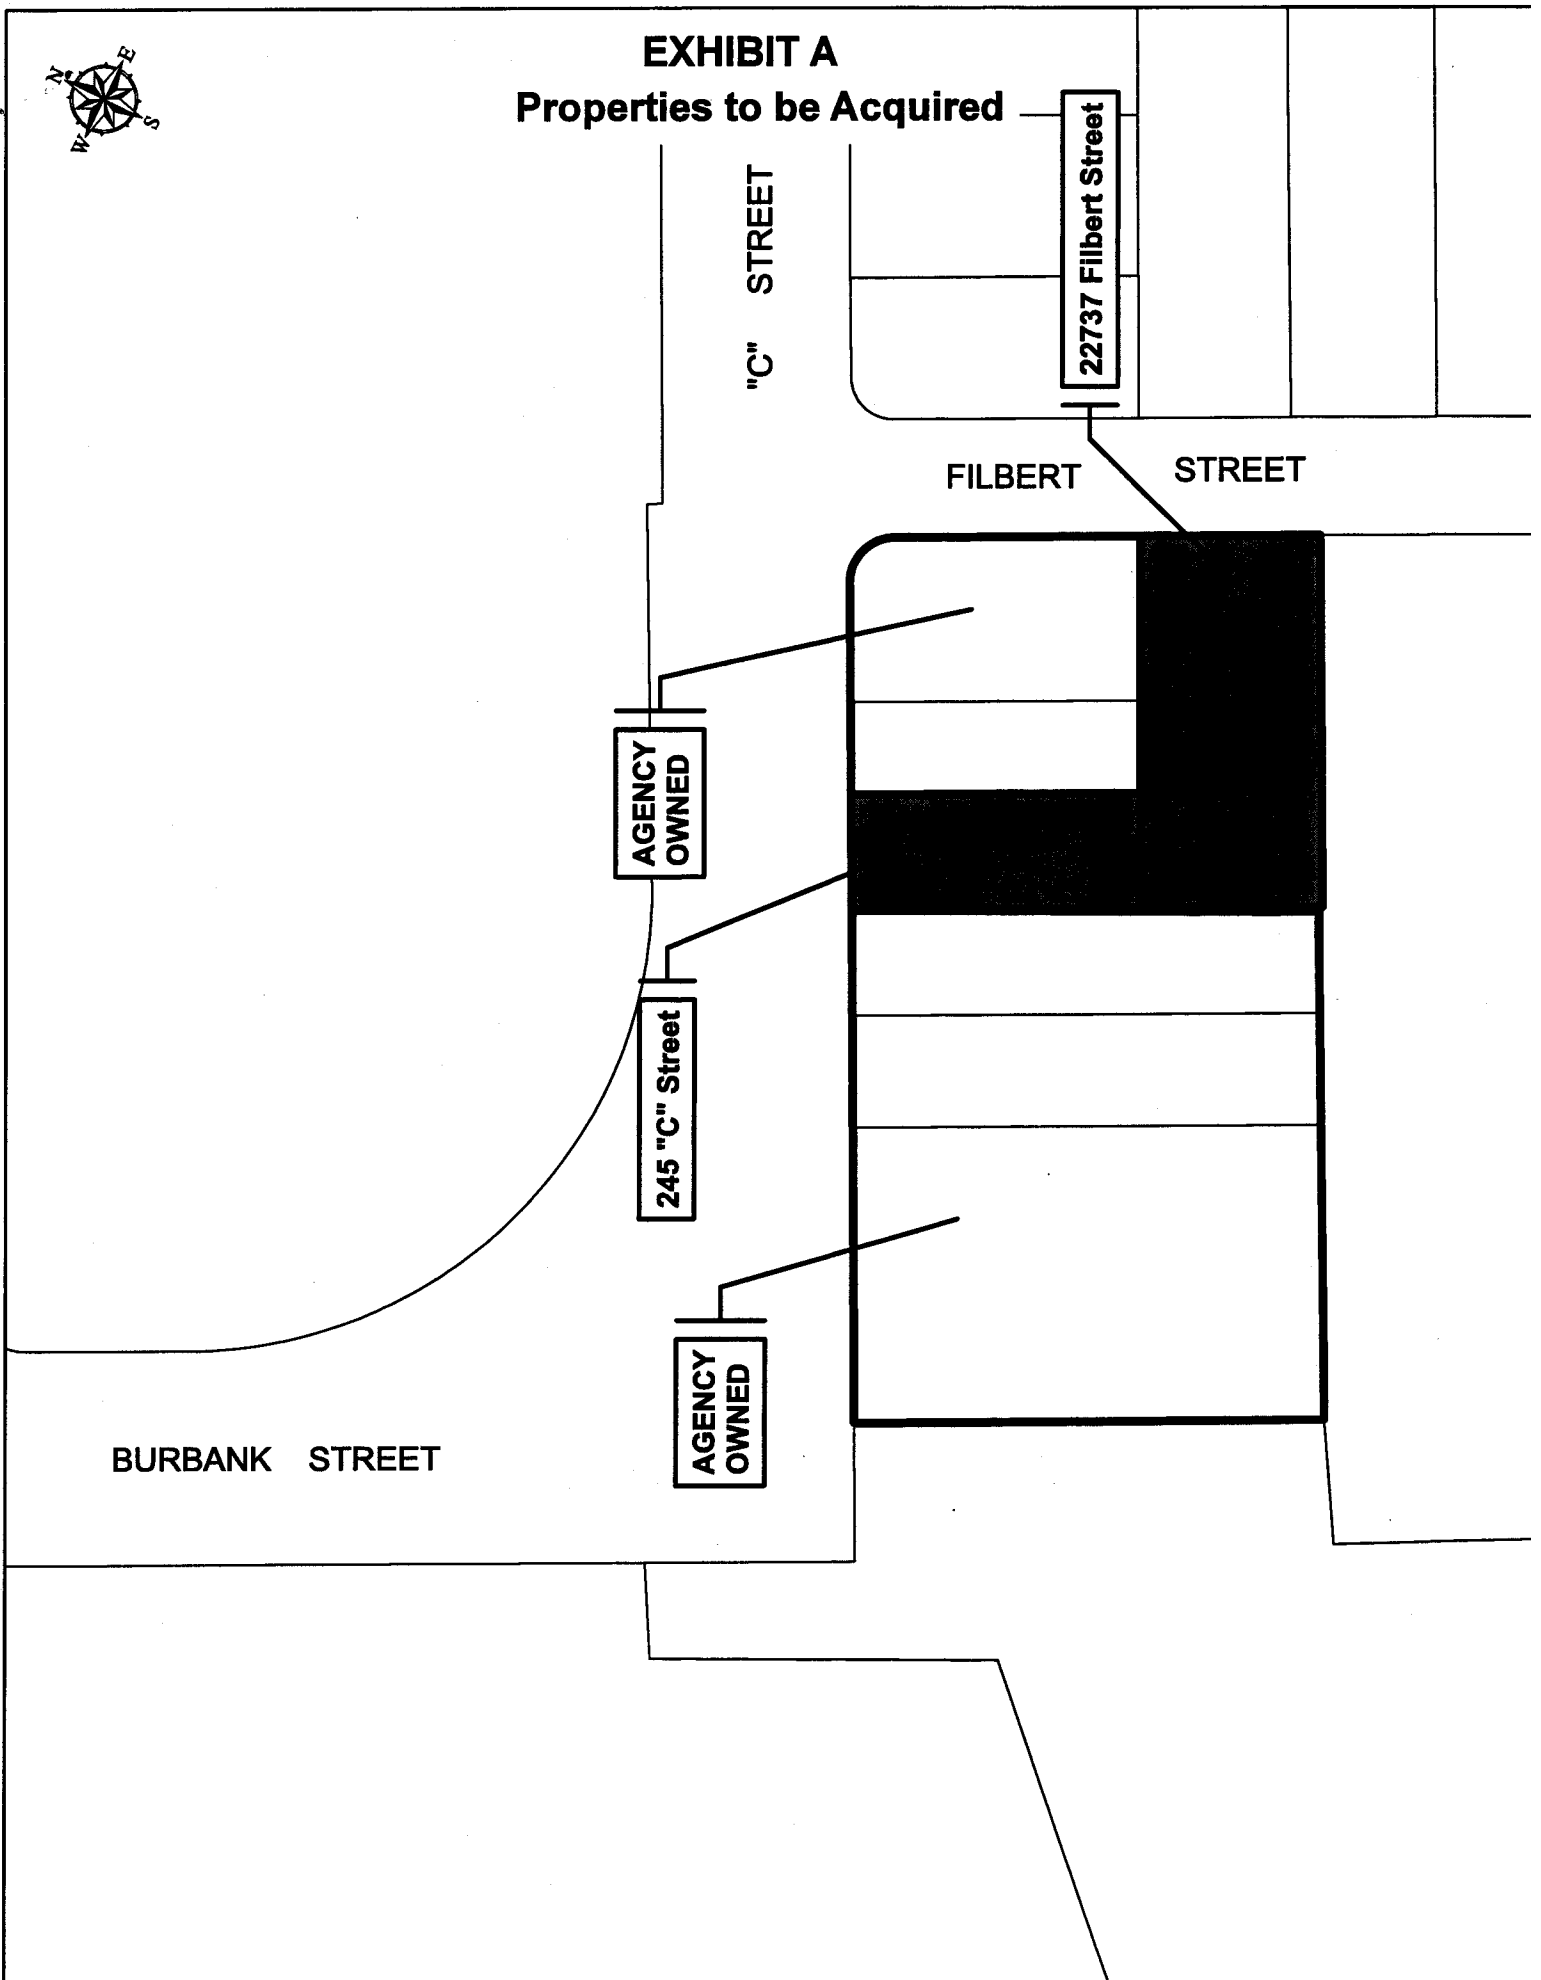 EXHIBIT A
Properties to be Acquired
N
E
S
W
"C" STREET
22737 Filbert Street
FILBERT STREET
AGENCY
OWNED
245 "C" Street
AGENCY
OWNED
BURBANK STREET